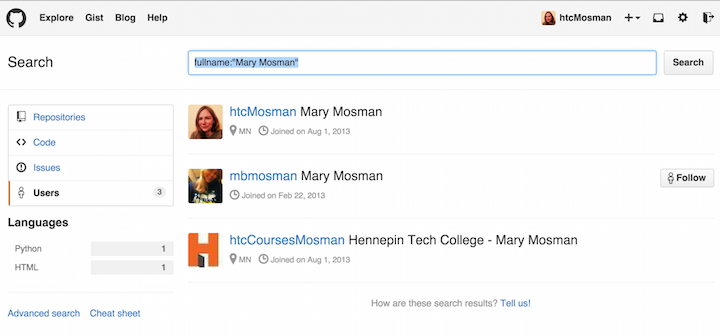 Explore Gist Blog Help htcMosman
Search fullname:"Mary Mosman" Search
Repositories
Code
Issues
Users 3
Languages
Python 1
HTML 1
Advanced search Cheat sheet
htcMosman Mary Mosman
MN Joined on Aug 1, 2013
mbmosman Mary Mosman
Joined on Feb 22, 2013
Follow
htcCoursesMosman Hennepin Tech College - Mary Mosman
MN Joined on Aug 1, 2013
How are these search results? Tell us!